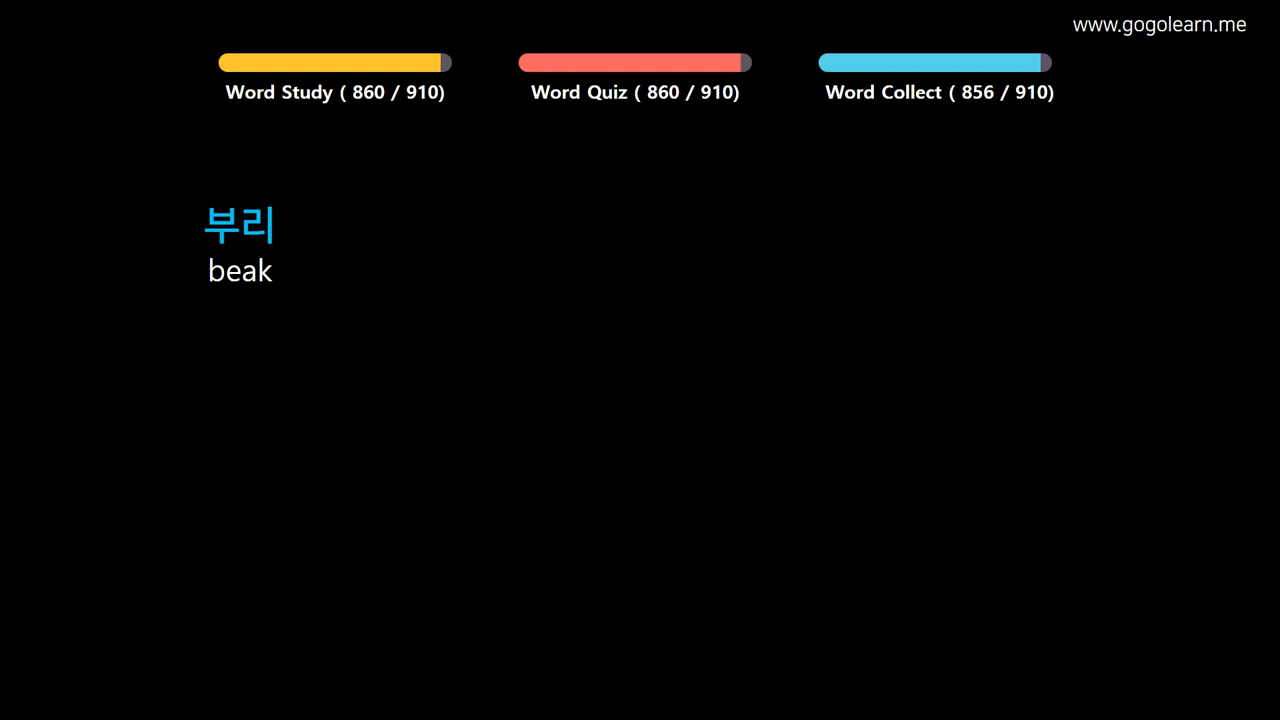 www.gogolearn.me
Word Study ( 860 / 910)
Word Quiz ( 860 / 910)
Word Collect ( 856 / 910)
부리
beak